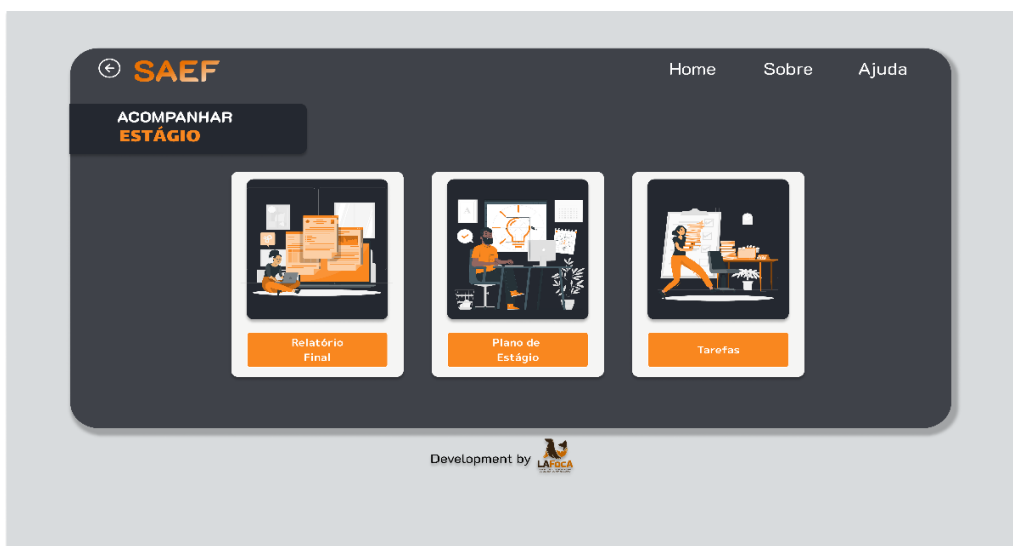 SAEF
Home Sobre Ajuda
ACOMPANHAR
ESTÁGIO
Relatório
Final
Plano de
Estágio
Tarefas
Development by
LAFOCA